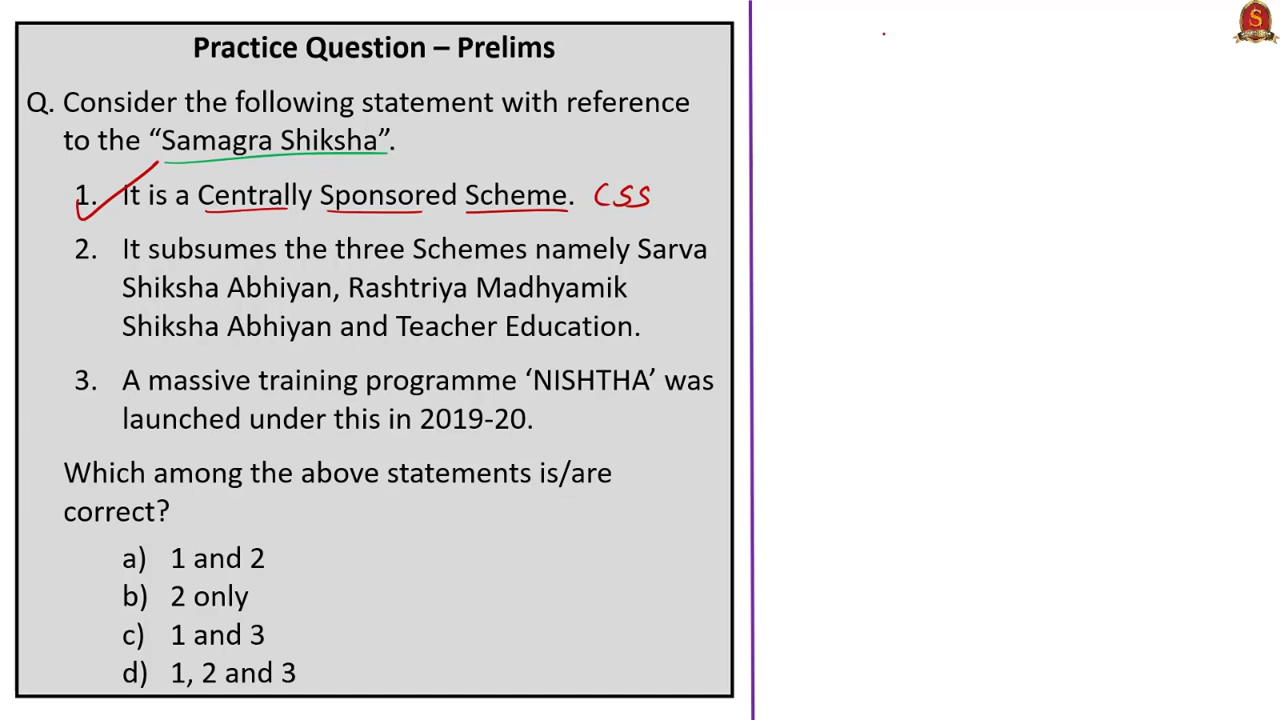 Practice Question – Prelims
Q. Consider the following statement with reference
to the “Samagra Shiksha”.
1. It is a Centrally Sponsored Scheme. CSS
2. It subsumes the three Schemes namely Sarva
Shiksha Abhiyan, Rashtriya Madhyamik
Shiksha Abhiyan and Teacher Education.
3. A massive training programme ‘NISHTHA’ was
launched under this in 2019-20.
Which among the above statements is/are
correct?
a) 1 and 2
b) 2 only
c) 1 and 3
d) 1, 2 and 3
S